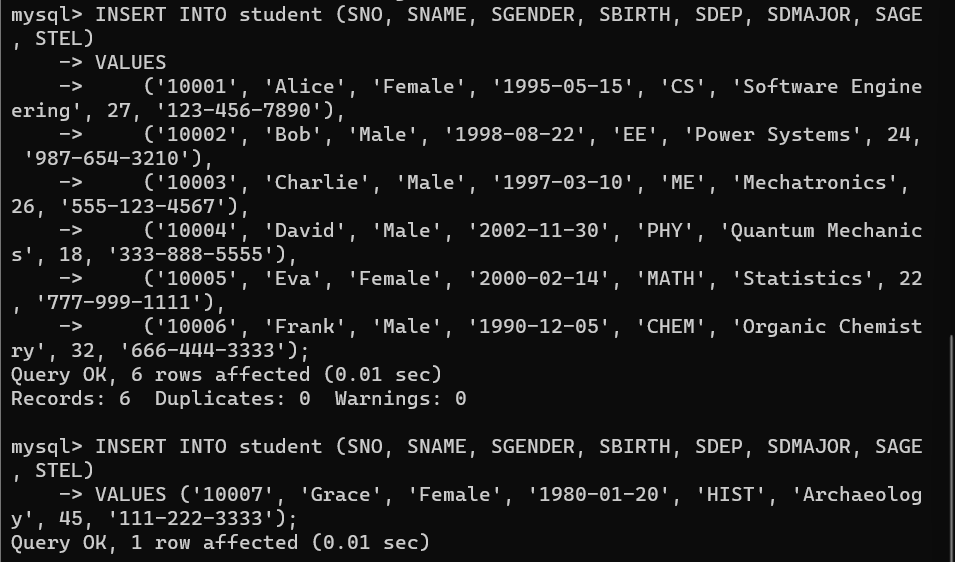 mysql> INSERT INTO student (SNO, SNAME, SGENDER, SBIRTH, SDEP, SDMAJOR, SAGE
, STEL)
    -> VALUES
    ->     ('10001', 'Alice', 'Female', '1995-05-15', 'CS', 'Software Engine
ering', 27, '123-456-7890'),
    ->     ('10002', 'Bob', 'Male', '1998-08-22', 'EE', 'Power Systems', 24,
 '987-654-3210'),
    ->     ('10003', 'Charlie', 'Male', '1997-03-10', 'ME', 'Mechatronics',
26, '555-123-4567'),
    ->     ('10004', 'David', 'Male', '2002-11-30', 'PHY', 'Quantum Mechanic
s', 18, '333-888-5555'),
    ->     ('10005', 'Eva', 'Female', '2000-02-14', 'MATH', 'Statistics', 22
, '777-999-1111'),
    ->     ('10006', 'Frank', 'Male', '1990-12-05', 'CHEM', 'Organic Chemist
ry', 32, '666-444-3333');
Query OK, 6 rows affected (0.01 sec)
Records: 6  Duplicates: 0  Warnings: 0

mysql> INSERT INTO student (SNO, SNAME, SGENDER, SBIRTH, SDEP, SDMAJOR, SAGE
, STEL)
    -> VALUES ('10007', 'Grace', 'Female', '1980-01-20', 'HIST', 'Archaeolog
y', 45, '111-222-3333');
Query OK, 1 row affected (0.01 sec)